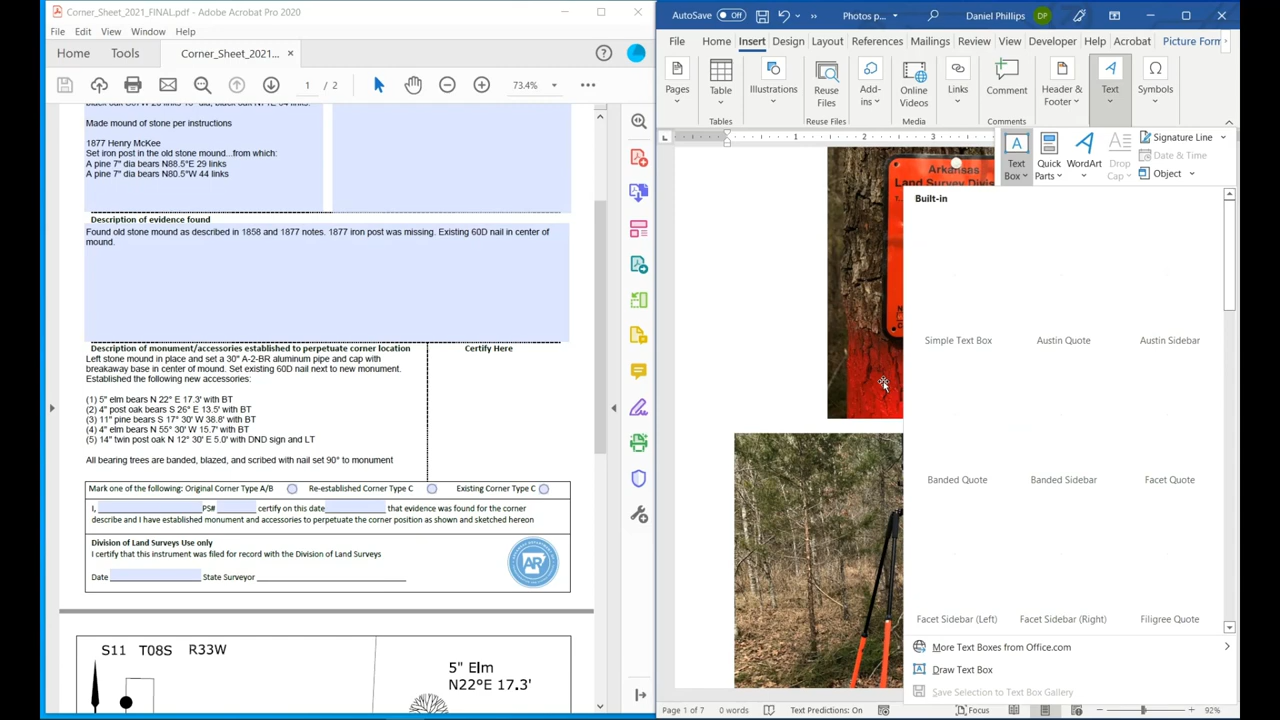 Corner_Sheet_2021_FINAL.pdf - Adobe Acrobat Pro 2020
File Edit View Window Help
Home Tools Corner_Sheet_2021... ×
1 / 2 73.4%
Made mound of stone per instructions
1877 Henry McKee
Set iron post in the old stone mound...from which:
A pine 7" dia bears N88.5°E 29 links
A pine 7" dia bears N80.5°W 44 links
Description of evidence found
Found old stone mound as described in 1858 and 1877 notes. 1877 iron post was missing. Existing 60D nail in center of
mound.
Description of monument/accessories established to perpetuate corner location
Certify Here
Left stone mound in place and set a 30" A-2-BR aluminum pipe and cap with
breakaway base in center of mound. Set existing 60D nail next to new monument.
Established the following new accessories:
(1) 5" elm bears N 22° E 17.3' with BT
(2) 4" post oak bears S 26° E 13.5' with BT
(3) 11" pine bears S 17° 30' W 38.8' with BT
(4) 4" elm bears N 55° 30' W 15.7' with BT
(5) 14" twin post oak N 12° 30' E 5.0' with DND sign and LT
All bearing trees are banded, blazed, and scribed with nail set 90° to monument
Mark one of the following: Original Corner Type A/B Re-established Corner Type C Existing Corner Type C
I, PS# certify on this date that evidence was found for the corner
describe and I have established monument and accessories to perpetuate the corner position as shown and sketched hereon
Division of Land Surveys Use only
I certify that this instrument was filed for record with the Division of Land Surveys
AR
Date State Surveyor
S11 T08S R33W
5" Elm
N22°E 17.3'
AutoSave Off Photos p... Daniel Phillips DP
File Home Insert Design Layout References Mailings Review View Developer Help Acrobat Picture Form
Pages Table Illustrations Reuse Files Add-ins Online Videos Links Comment Header & Footer Text Symbols
Tables Reuse Files Media Comments
1 2 3
Text Box Quick Parts WordArt Drop Cap Signature Line
Date & Time
Object
Arkansas
Land Survey Divis
Built-in
Simple Text Box Austin Quote Austin Sidebar
Banded Quote Banded Sidebar Facet Quote
Facet Sidebar (Left) Facet Sidebar (Right) Filigree Quote
More Text Boxes from Office.com
Draw Text Box
Save Selection to Text Box Gallery
Page 1 of 7 0 words Text Predictions: On Focus 92%